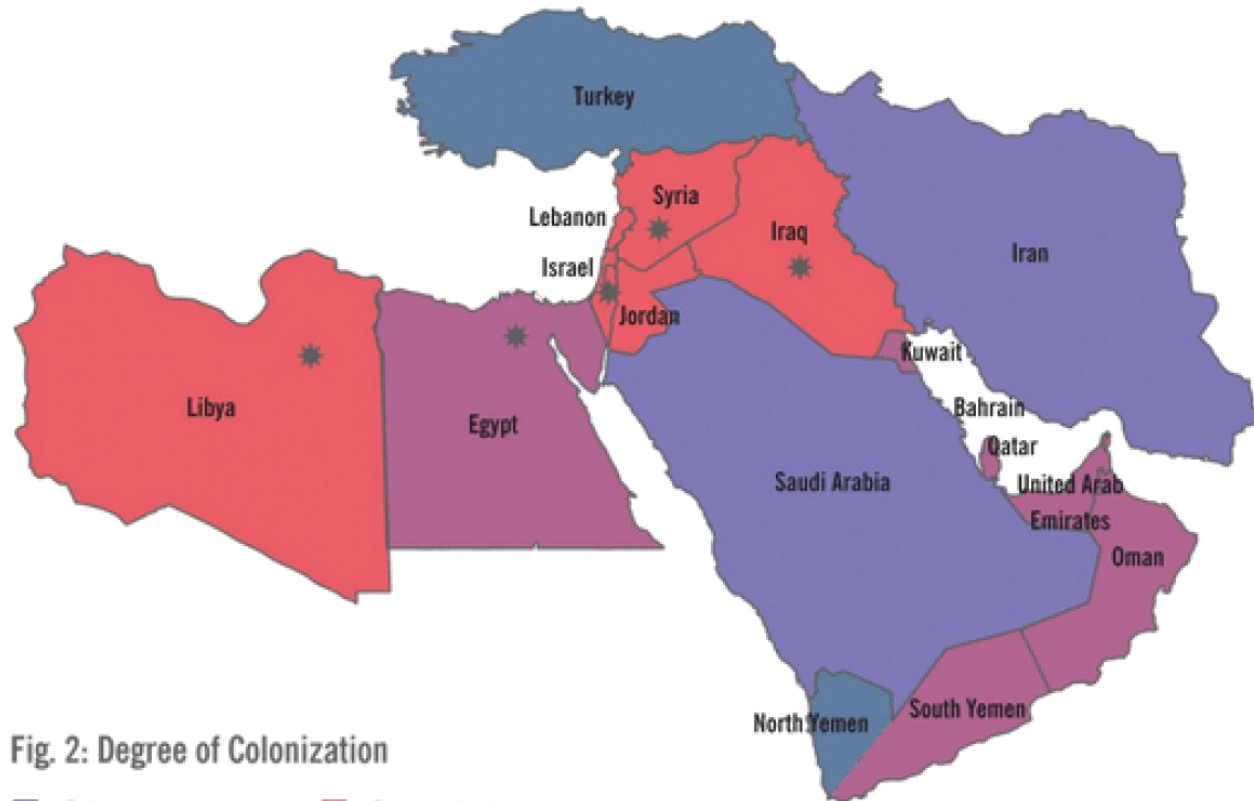 Turkey
Syria
Lebanon
Iraq
Iran
Israel
Jordan
Kuwait
Libya
Egypt
Bahrain
Qatar
Saudi Arabia
United Arab
Emirates
Oman
North Yemen
South Yemen
Fig. 2: Degree of Colonization